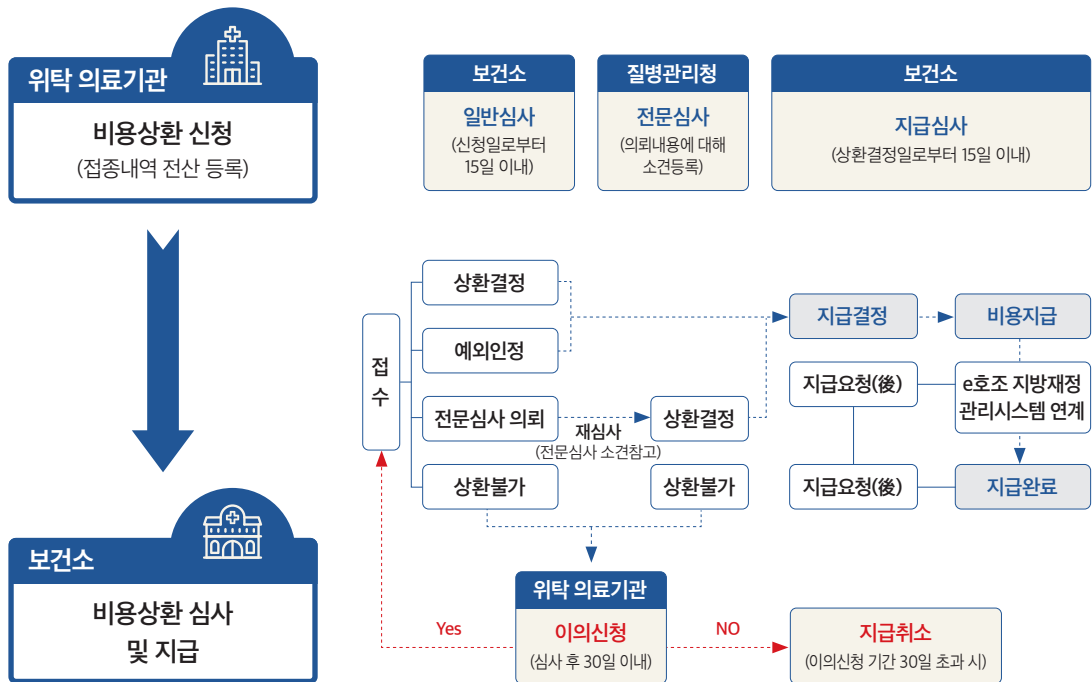 위탁 의료기관
비용상환 신청
(접종내역 전산 등록)
보건소
일반심사
(신청일로부터
15일 이내)
질병관리청
전문심사
(의뢰내용에 대해
소견등록)
보건소
지급심사
(상환결정일로부터 15일 이내)
접
수
상환결정
예외인정
전문심사 의뢰
상환불가
재심사
(전문심사 소견참고)
상환결정
상환불가
지급결정
비용지급
지급요청(後)
e호조 지방재정
관리시스템 연계
지급요청(後)
지급완료
보건소
비용상환 심사
및 지급
위탁 의료기관
이의신청
(심사 후 30일 이내)
Yes
NO
지급취소
(이의신청 기간 30일 초과 시)